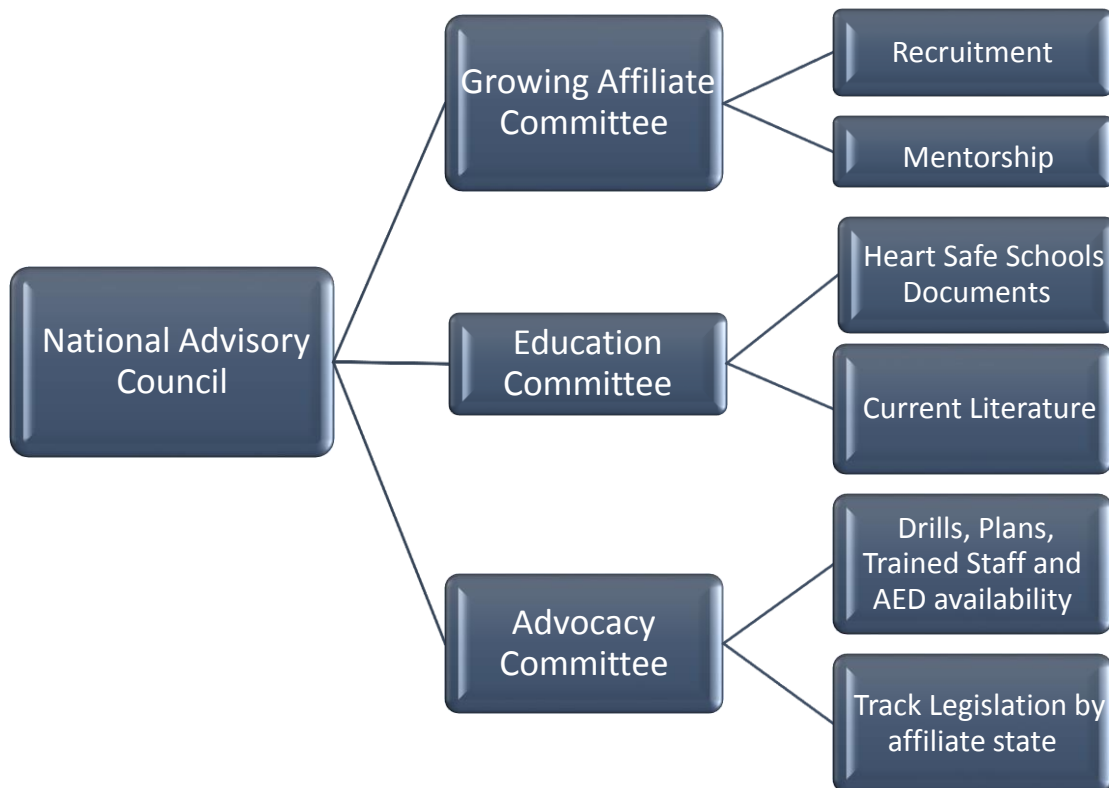 National Advisory
Council
Growing Affiliate
Committee
Recruitment
Mentorship
Education
Committee
Heart Safe Schools
Documents
Current Literature
Advocacy
Committee
Drills, Plans,
Trained Staff and
AED availability
Track Legislation by
affiliate state